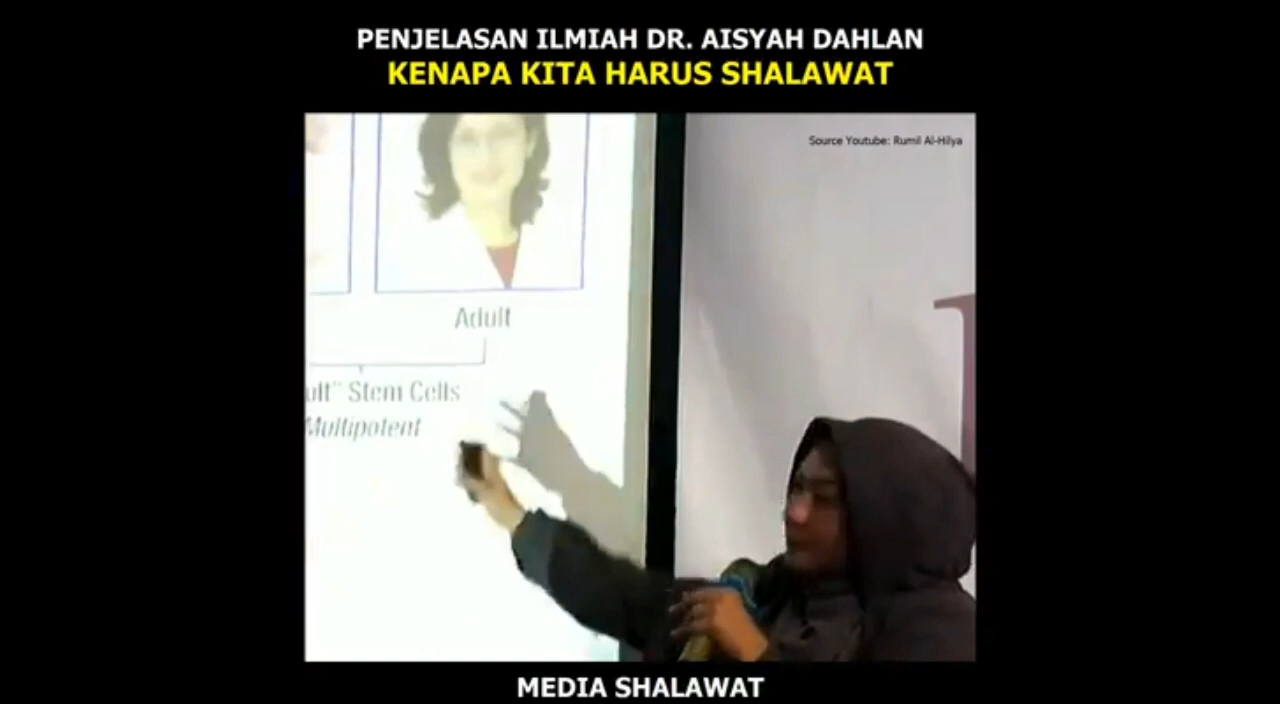 PENJELASAN ILMIAH DR. AISYAH DAHLAN
KENAPA KITA HARUS SHALAWAT
Source Youtube: Rumil Al-Hilya
Adult
ult" Stem Cells
Multipotent
MEDIA SHALAWAT